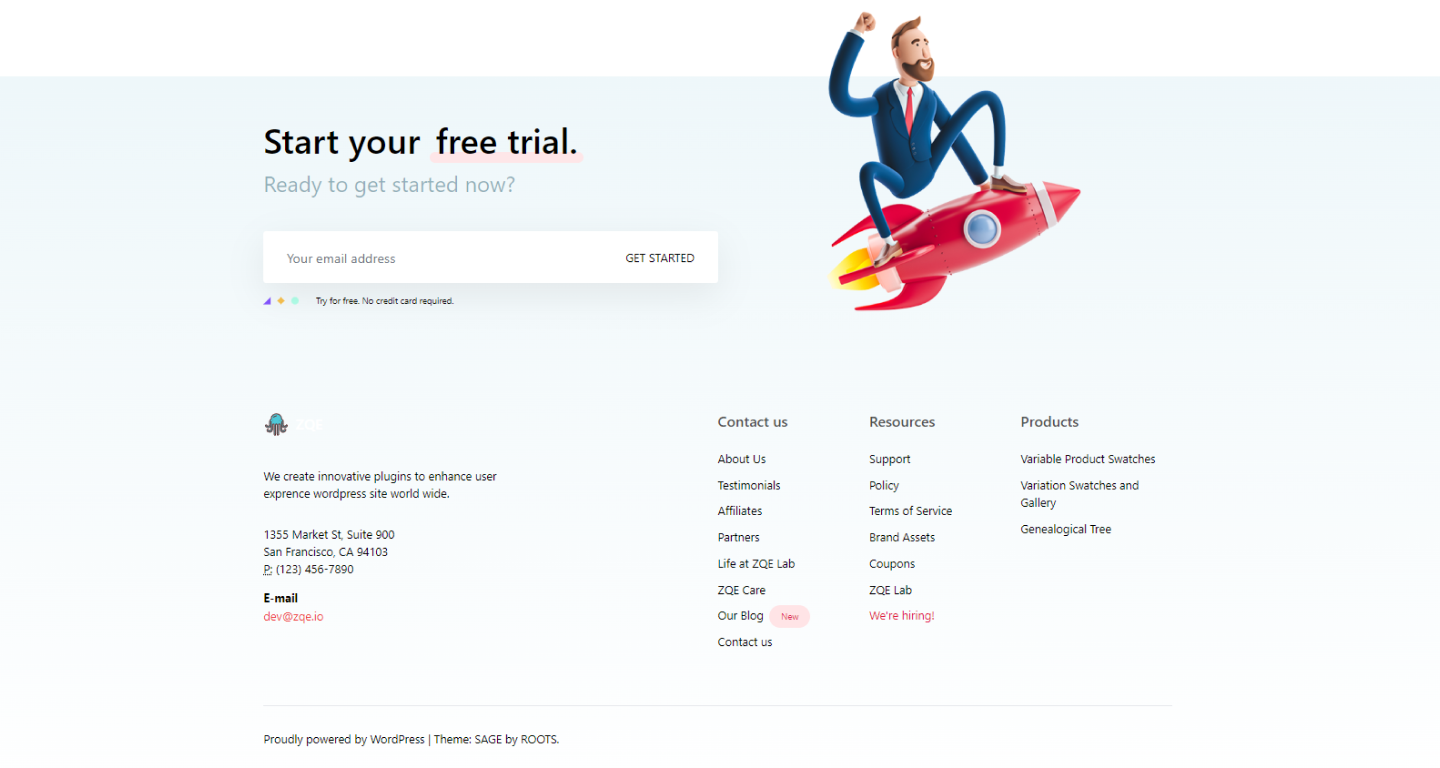 Start your free trial.
Ready to get started now?
Your email address
GET STARTED
Try for free. No credit card required.
ZQE
We create innovative plugins to enhance user
exprence wordpress site world wide.
1355 Market St, Suite 900
San Francisco, CA 94103
P: (123) 456-7890
E-mail
dev@zqe.io
Contact us
About Us
Testimonials
Affiliates
Partners
Life at ZQE Lab
ZQE Care
Our Blog New
Contact us
Resources
Support
Policy
Terms of Service
Brand Assets
Coupons
ZQE Lab
We're hiring!
Products
Variable Product Swatches
Variation Swatches and
Gallery
Genealogical Tree
Proudly powered by WordPress | Theme: SAGE by ROOTS.